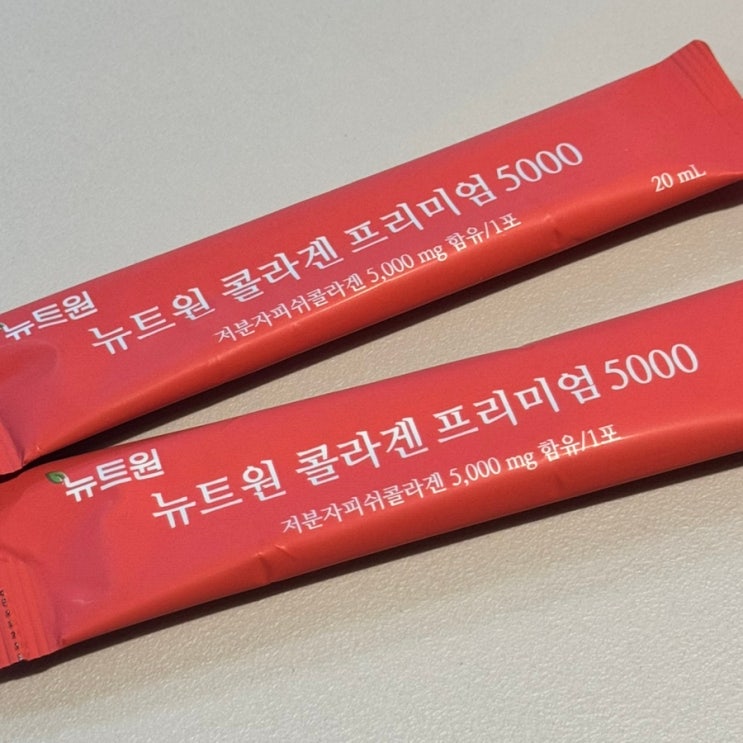 뉴트원
뉴트원 콜라겐 프리미엄 5000
저분자피쉬콜라겐 5,000 mg 함유/1포
20 mL
뉴트원
뉴트원 콜라겐 프리미엄 5000
저분자피쉬콜라겐 5,000 mg 함유/1포